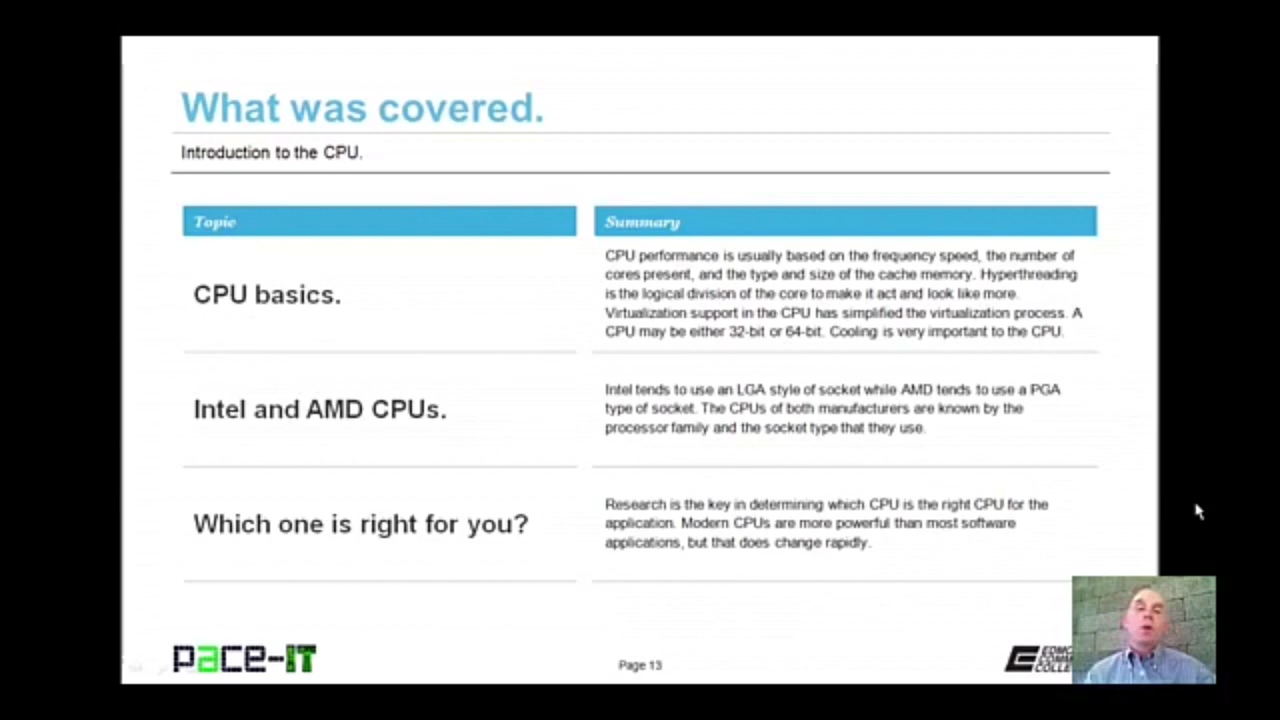 What was covered.
Introduction to the CPU.
Topic
Summary
CPU basics.
CPU performance is usually based on the frequency speed, the number of
cores present, and the type and size of the cache memory. Hyperthreading
is the logical division of the core to make it act and look like more.
Virtualization support in the CPU has simplified the virtualization process. A
CPU may be either 32-bit or 64-bit. Cooling is very important to the CPU.
Intel and AMD CPUs.
Intel tends to use an LGA style of socket while AMD tends to use a PGA
type of socket. The CPUs of both manufacturers are known by the
processor family and the socket type that they use.
Which one is right for you?
Research is the key in determining which CPU is the right CPU for the
application. Modern CPUs are more powerful than most software
applications, but that does change rapidly.
pace-IT
Page 13